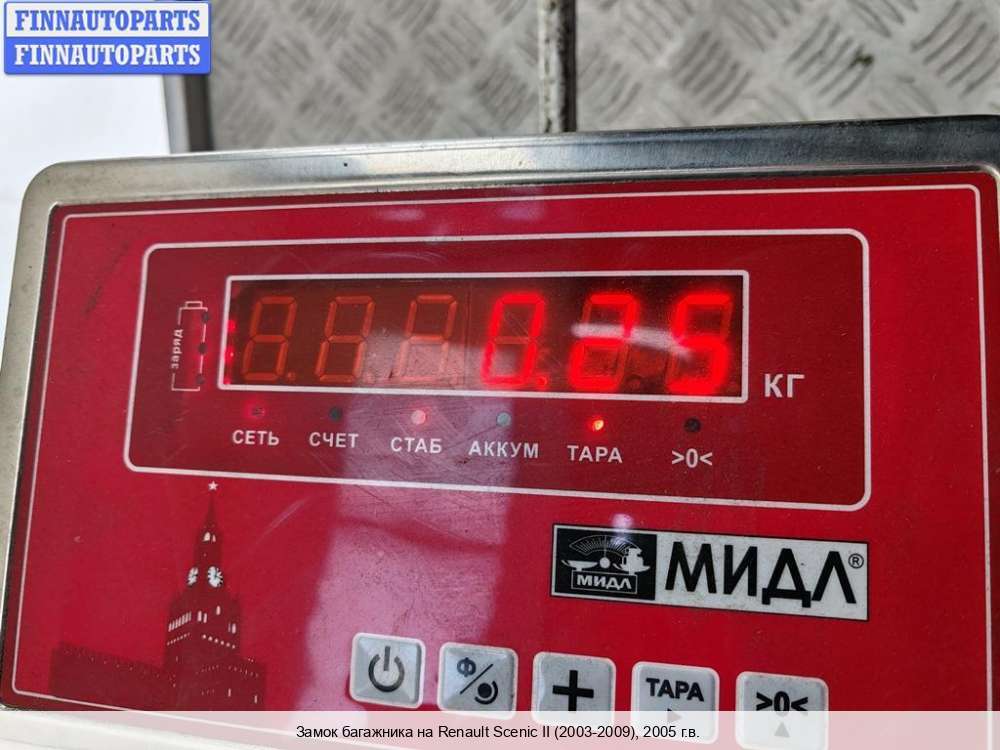 FINNAUTOPARTS
FINNAUTOPARTS
заряд
0.25
КГ
СЕТЬ СЧЕТ СТАБ АККУМ ТАРА >0<
МИДЛ МИДЛ®
Ф ТАРА >0<
Замок багажника на Renault Scenic II (2003-2009), 2005 г.в.